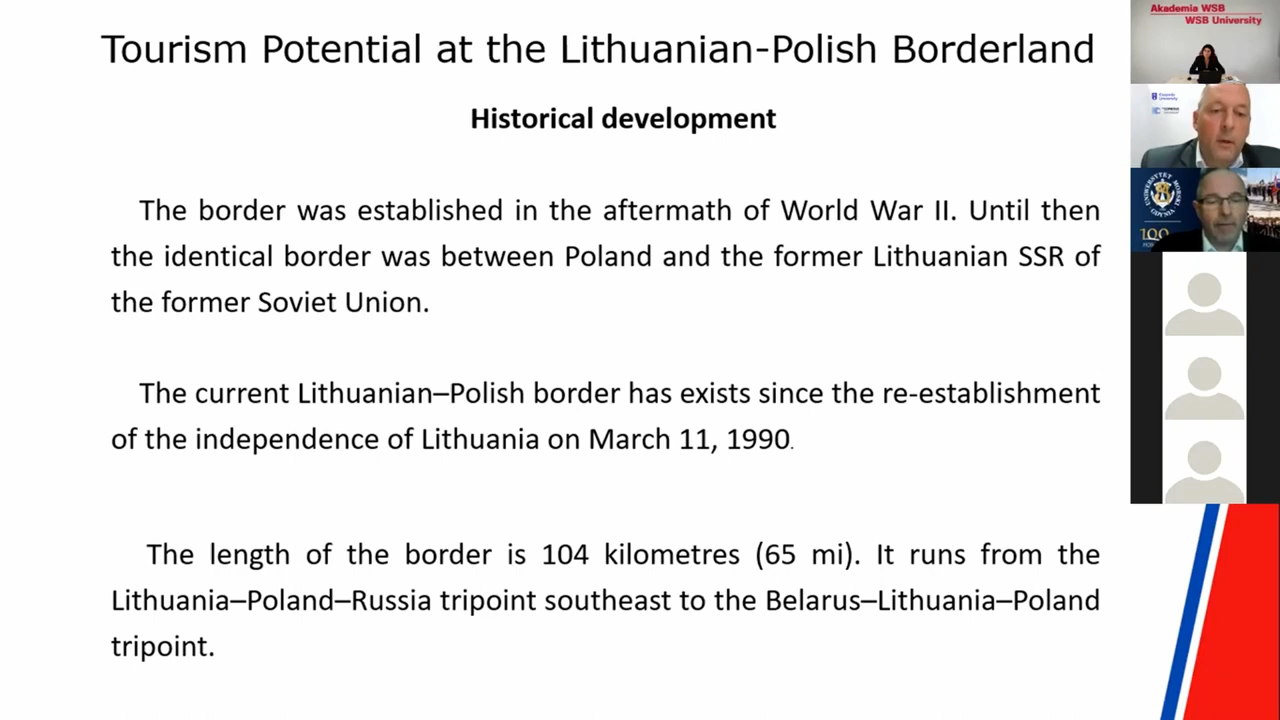 Tourism Potential at the Lithuanian-Polish Borderland
Historical development
The border was established in the aftermath of World War II. Until then
the identical border was between Poland and the former Lithuanian SSR of
the former Soviet Union.
The current Lithuanian–Polish border has exists since the re-establishment
of the independence of Lithuania on March 11, 1990.
The length of the border is 104 kilometres (65 mi). It runs from the
Lithuania–Poland–Russia tripoint southeast to the Belarus–Lithuania–Poland
tripoint.
Akademia WSB
WSB University
UNIWERSYTET MORSKI
GDYNIA
100